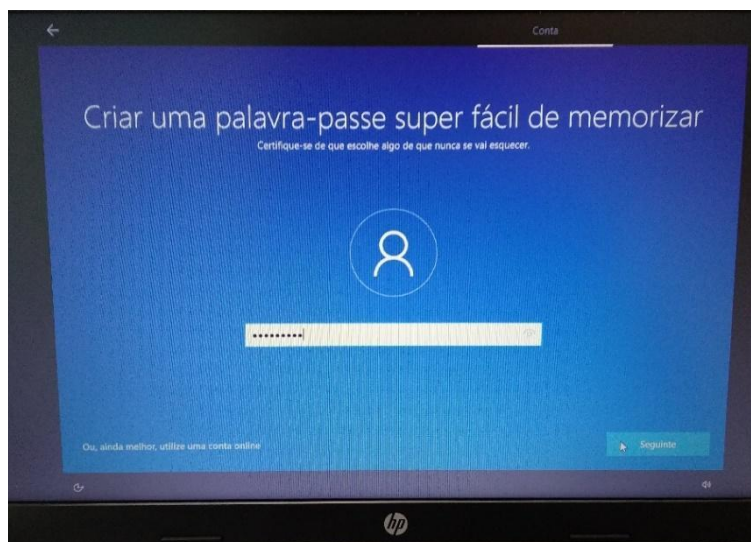 Conta
Criar uma palavra-passe super fácil de memorizar
Certifique-se de que escolhe algo de que nunca se vai esquecer.
•••••••••
Ou, ainda melhor, utilize uma conta online
Seguinte
hp